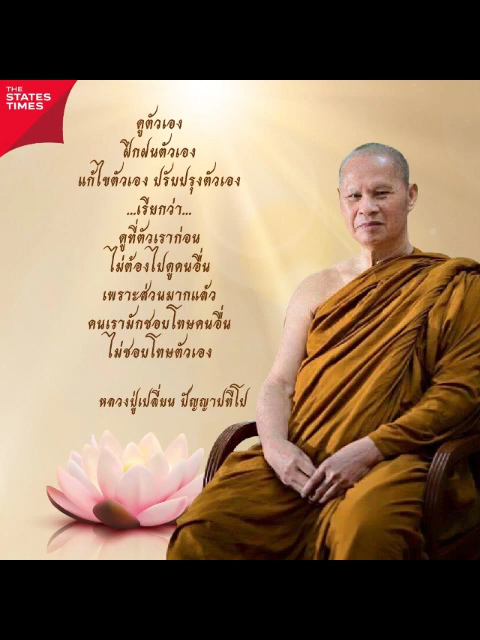 THE
STATES
TIMES
ดูตัวเอง
ฝึกฝนตัวเอง
แก้ไขตัวเอง ปรับปรุงตัวเอง
...เรียกว่า...
ดูที่ตัวเราก่อน
ไม่ต้องไปดูคนอื่น
เพราะส่วนมากแล้ว
คนเรามักชอบโทษคนอื่น
ไม่ชอบโทษตัวเอง
หลวงปู่เปลี่ยน ปัญญาปทีโป